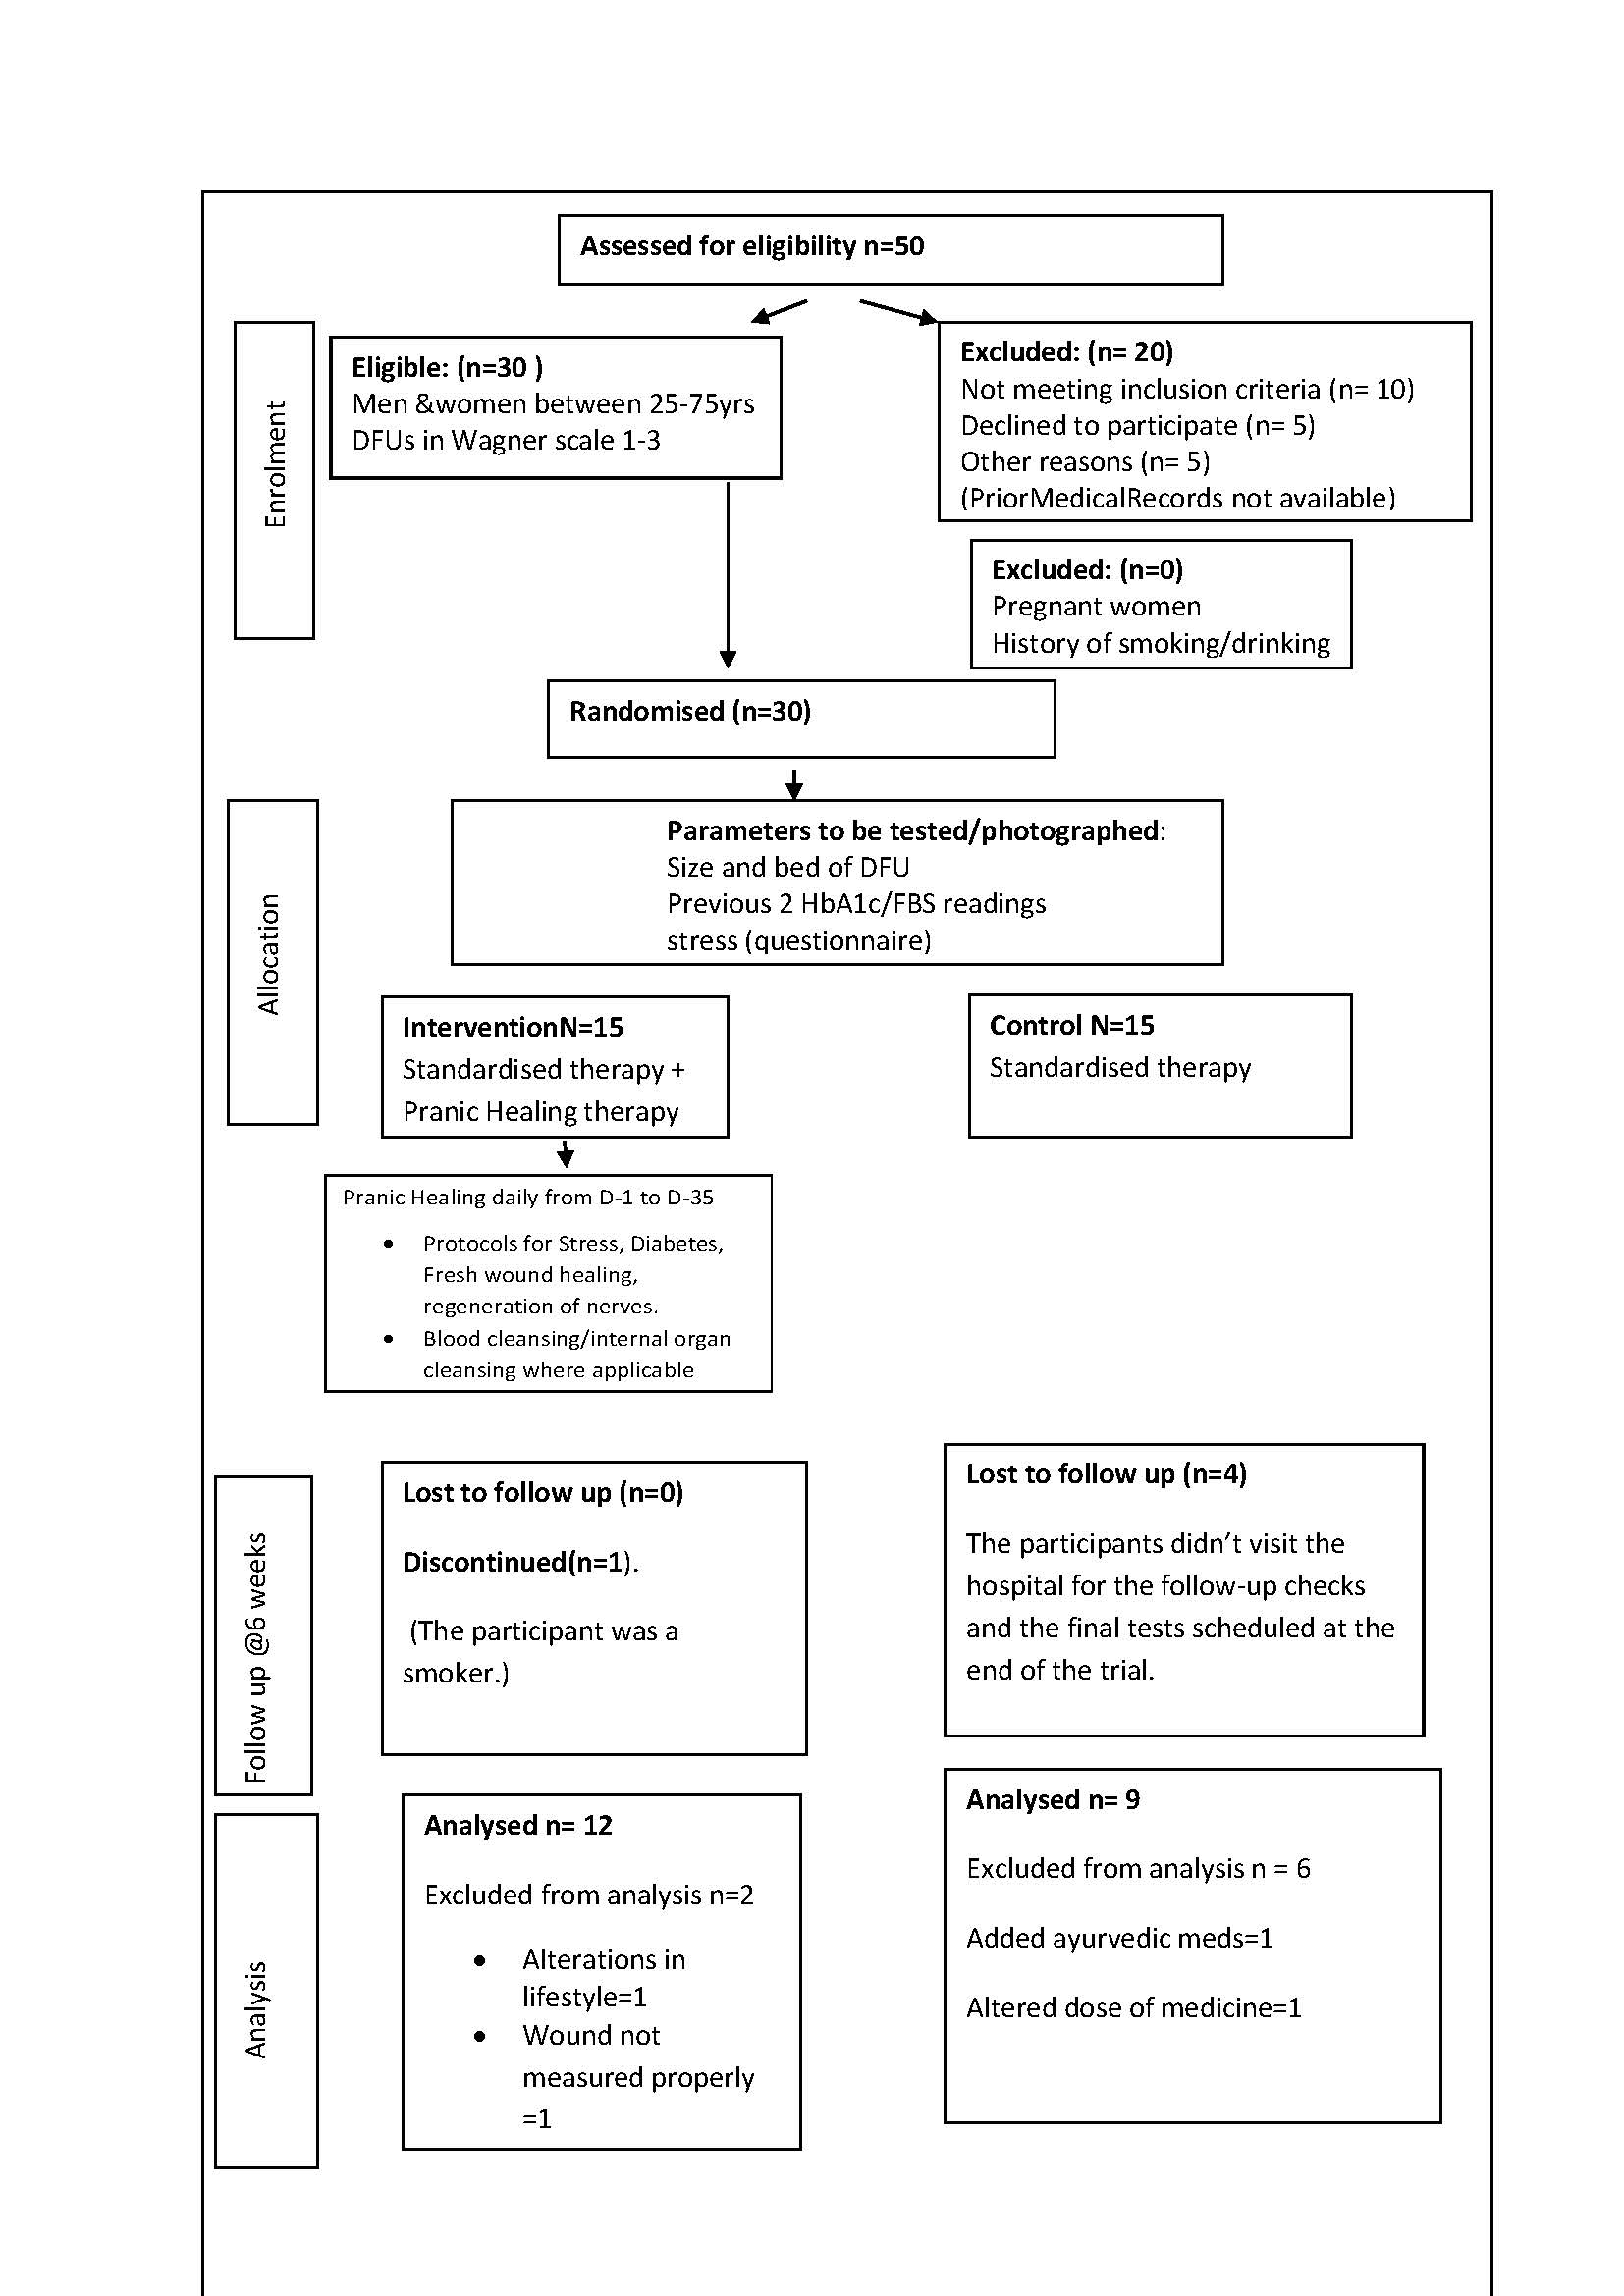 Assessed for eligibility n=50
Enrolment
Eligible: (n=30 )
Men &women between 25-75yrs
DFUs in Wagner scale 1-3
Excluded: (n= 20)
Not meeting inclusion criteria (n= 10)
Declined to participate (n= 5)
Other reasons (n= 5)
(PriorMedicalRecords not available)
Excluded: (n=0)
Pregnant women
History of smoking/drinking
Randomised (n=30)
Allocation
Parameters to be tested/photographed:
Size and bed of DFU
Previous 2 HbA1c/FBS readings
stress (questionnaire)
InterventionN=15
Standardised therapy +
Pranic Healing therapy
Control N=15
Standardised therapy
Pranic Healing daily from D-1 to D-35
• Protocols for Stress, Diabetes,
Fresh wound healing,
regeneration of nerves.
• Blood cleansing/internal organ
cleansing where applicable
Follow up @6 weeks
Lost to follow up (n=0)
Discontinued(n=1).
(The participant was a
smoker.)
Lost to follow up (n=4)
The participants didn’t visit the
hospital for the follow-up checks
and the final tests scheduled at the
end of the trial.
Analysis
Analysed n= 12
Excluded from analysis n=2
• Alterations in
lifestyle=1
• Wound not
measured properly
=1
Analysed n= 9
Excluded from analysis n = 6
Added ayurvedic meds=1
Altered dose of medicine=1